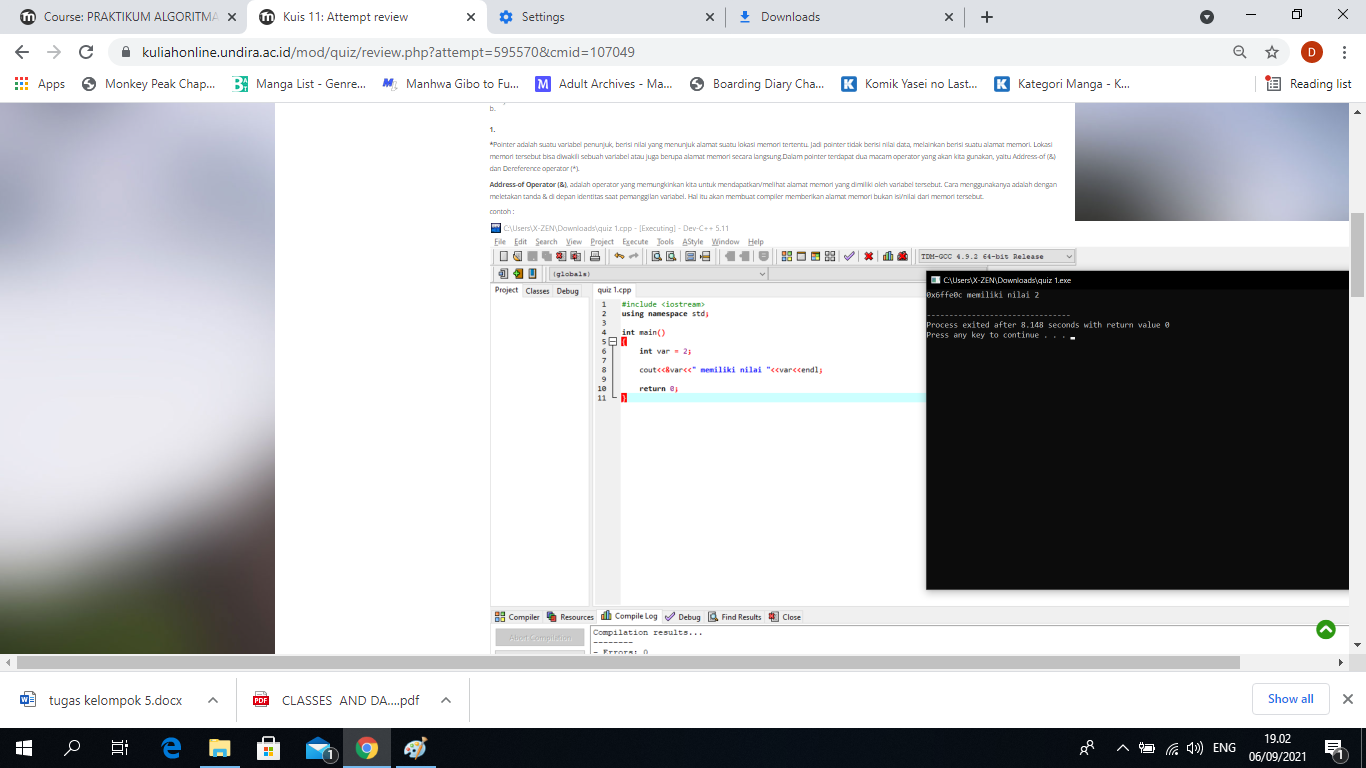 Course: PRAKTIKUM ALGORITMA
Kuis 11: Attempt review
Settings
Downloads
kuliahonline.undira.ac.id/mod/quiz/review.php?attempt=595570&cmid=107049
D
Apps
Monkey Peak Chap...
Manga List - Genre...
Manhwa Gibo to Fu...
Adult Archives - Ma...
Boarding Diary Cha...
Komik Yasei no Last...
Kategori Manga - K...
Reading list
b.
1.
*Pointer adalah suatu variabel penunjuk, berisi nilai yang menunjuk alamat suatu lokasi memori tertentu. jadi pointer tidak berisi nilai data, melainkan berisi suatu alamat memori. Lokasi
memori tersebut bisa diwakili sebuah variabel atau juga berupa alamat memori secara langsung.Dalam pointer terdapat dua macam operator yang akan kita gunakan, yaitu Address-of (&)
dan Dereference operator (*).
Address-of Operator (&), adalah operator yang memungkinkan kita untuk mendapatkan/melihat alamat memori yang dimiliki oleh variabel tersebut. Cara menggunakanya adalah dengan
meletakan tanda & di depan identitas saat pemanggilan variabel. Hal itu akan membuat compiler memberikan alamat memori bukan isi/nilai dari memori tersebut.
contoh :
C:\Users\X-ZEN\Downloads\quiz 1.cpp - [Executing] - Dev-C++ 5.11
File Edit Search View Project Execute Tools AStyle Window Help
TDM-GCC 4.9.2 64-bit Release
(globals)
Project Classes Debug
quiz 1.cpp
1 #include <iostream>
2 using namespace std;
3
4 int main()
5 {
6 int var = 2;
7
8 cout<<&var<<" memiliki nilai "<<var<<endl;
9
10 return 0;
11 }
C:\Users\X-ZEN\Downloads\quiz 1.exe
0x6ffe0c memiliki nilai 2
--------------------------------
Process exited after 8.148 seconds with return value 0
Press any key to continue . . .
Compiler Resources Compile Log Debug Find Results Close
Abort Compilation
Compilation results...
--------
- Errors: 0
tugas kelompok 5.docx
CLASSES AND DA....pdf
Show all
1
ENG
19.02
06/09/2021
1